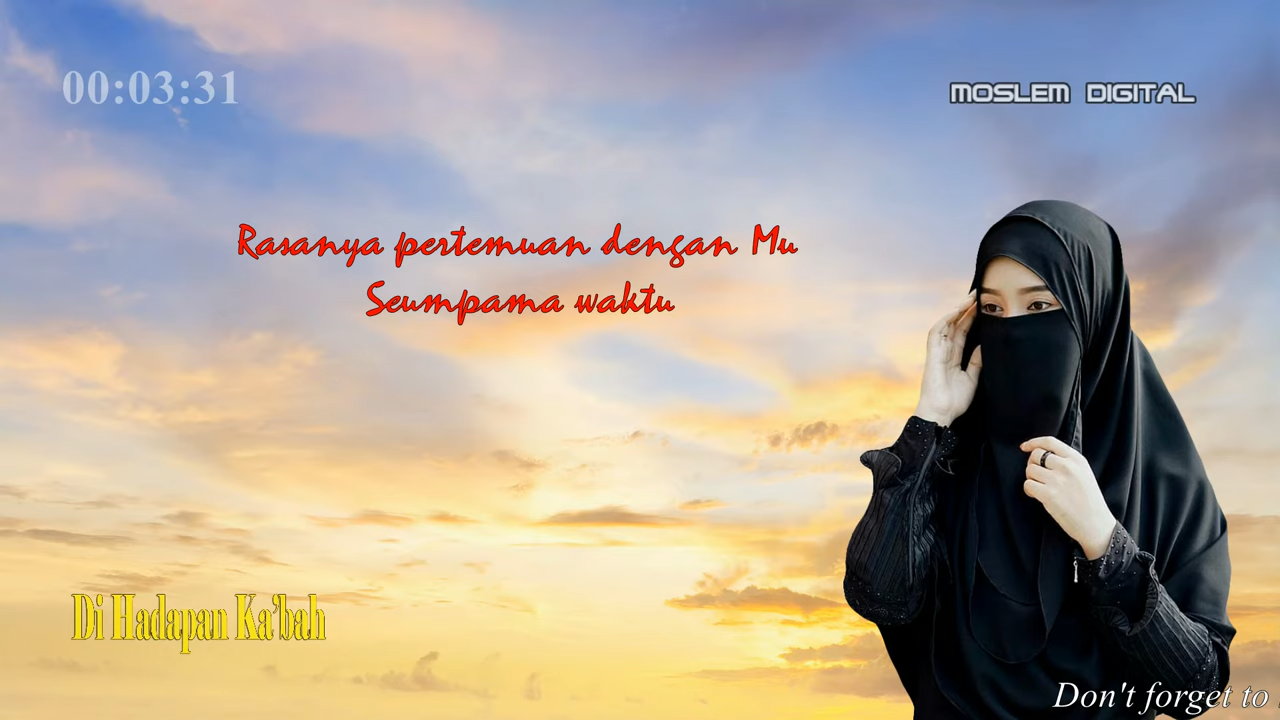 00:03:31
MOSLEM DIGITAL
Rasanya pertemuan dengan Mu
Seumpama waktu
Di Hadapan Ka'bah
Don't forget to